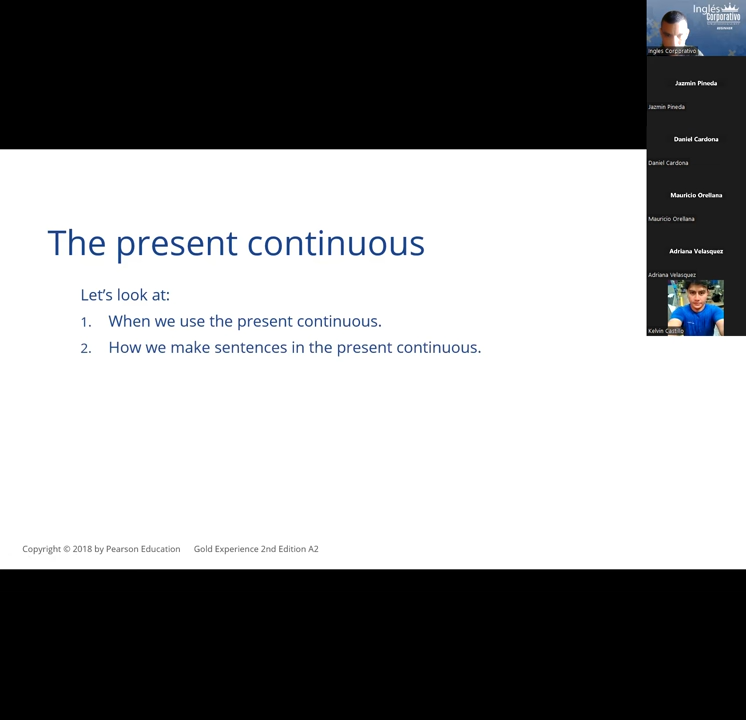 The present continuous
Let's look at:
1. When we use the present continuous.
2. How we make sentences in the present continuous.
Copyright © 2018 by Pearson Education Gold Experience 2nd Edition A2
Inglés
Corporativo
Ingles Corporativo
Jazmin Pineda
Jazmin Pineda
Daniel Cardona
Daniel Cardona
Mauricio Orellana
Mauricio Orellana
Adriana Velasquez
Adriana Velasquez
Kelvin Castillo